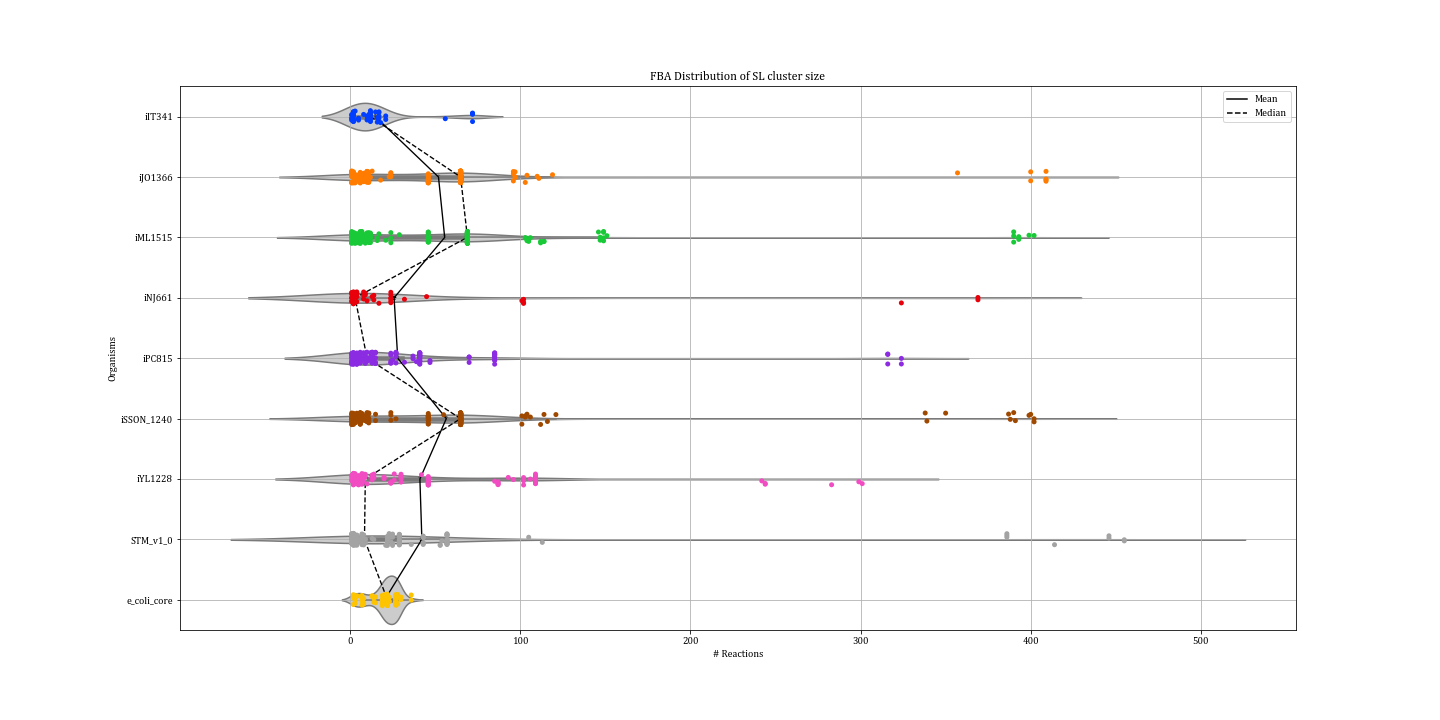 FBA Distribution of SL cluster size
Mean
Median
iIT341
iJO1366
iML1515
iNJ661
iPC815
iSSON_1240
iYL1228
STM_v1_0
e_coli_core
Organisms
0 100 200 300 400 500
# Reactions